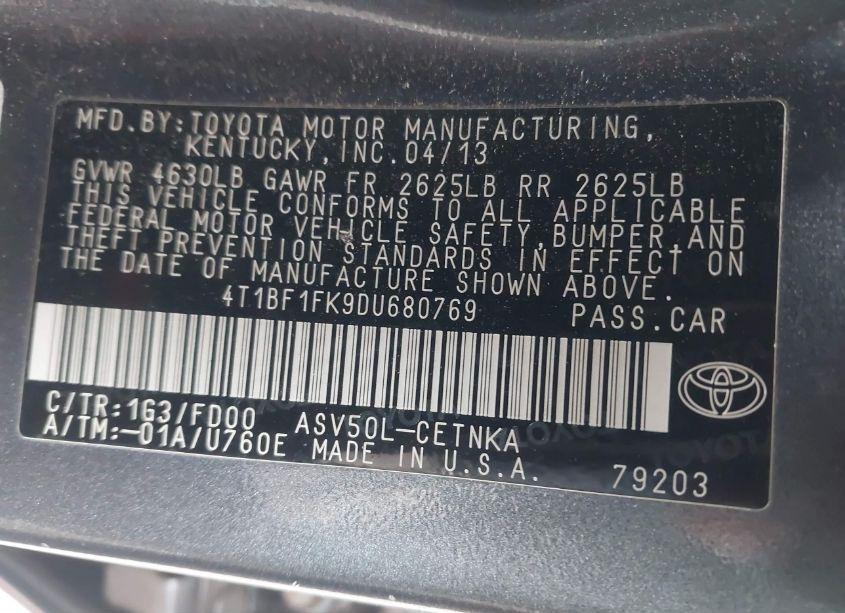 MFD.BY:TOYOTA MOTOR MANUFACTURING,
KENTUCKY,INC.04/13
GVWR 4630LB GAWR FR 2625LB RR 2625LB
THIS VEHICLE CONFORMS TO ALL APPLICABLE
FEDERAL MOTOR VEHICLE SAFETY,BUMPER,AND
THEFT PREVENTION STANDARDS IN EFFECT ON
THE DATE OF MANUFACTURE SHOWN ABOVE.
4T1BF1FK9DU680769 PASS.CAR
C/TR:1G3/FD00 ASV50L-CETNKA
A/TM:-01A/U760E MADE IN U.S.A. 79203